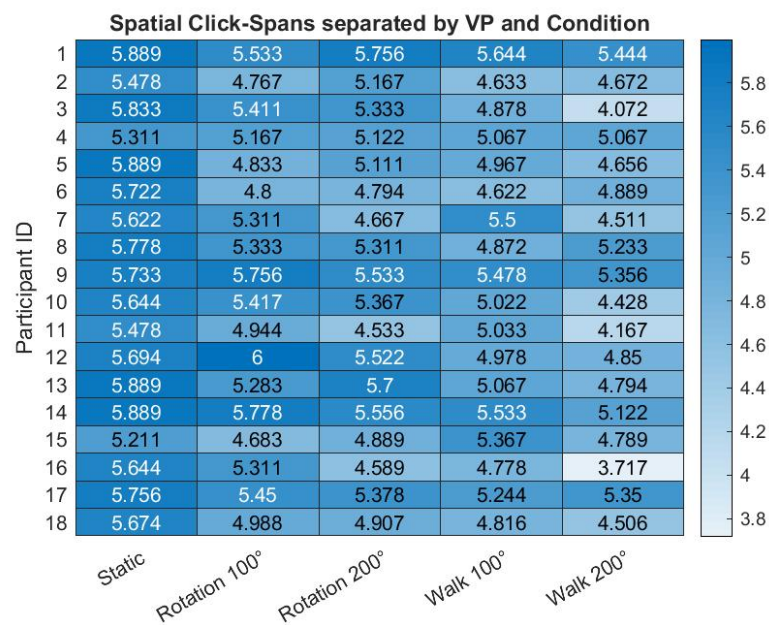 Spatial Click-Spans separated by VP and Condition
Participant ID
1 5.889 5.533 5.756 5.644 5.444
2 5.478 4.767 5.167 4.633 4.672
3 5.833 5.411 5.333 4.878 4.072
4 5.311 5.167 5.122 5.067 5.067
5 5.889 4.833 5.111 4.967 4.656
6 5.722 4.8 4.794 4.622 4.889
7 5.622 5.311 4.667 5.5 4.511
8 5.778 5.333 5.311 4.872 5.233
9 5.733 5.756 5.533 5.478 5.356
10 5.644 5.417 5.367 5.022 4.428
11 5.478 4.944 4.533 5.033 4.167
12 5.694 6 5.522 4.978 4.85
13 5.889 5.283 5.7 5.067 4.794
14 5.889 5.778 5.556 5.533 5.122
15 5.211 4.683 4.889 5.367 4.789
16 5.644 5.311 4.589 4.778 3.717
17 5.756 5.45 5.378 5.244 5.35
18 5.674 4.988 4.907 4.816 4.506
Static
Rotation 100°
Rotation 200°
Walk 100°
Walk 200°
5.8
5.6
5.4
5.2
5
4.8
4.6
4.4
4.2
4
3.8